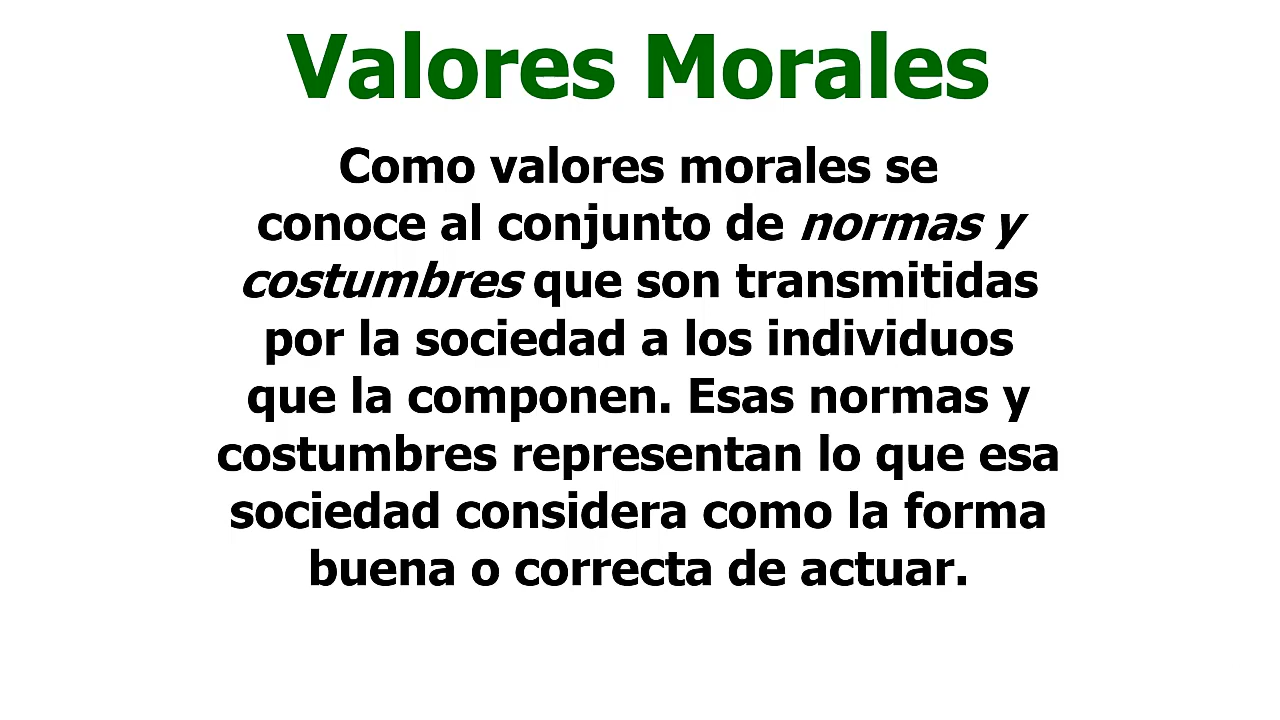 Valores Morales
Como valores morales se
conoce al conjunto de normas y
costumbres que son transmitidas
por la sociedad a los individuos
que la componen. Esas normas y
costumbres representan lo que esa
sociedad considera como la forma
buena o correcta de actuar.